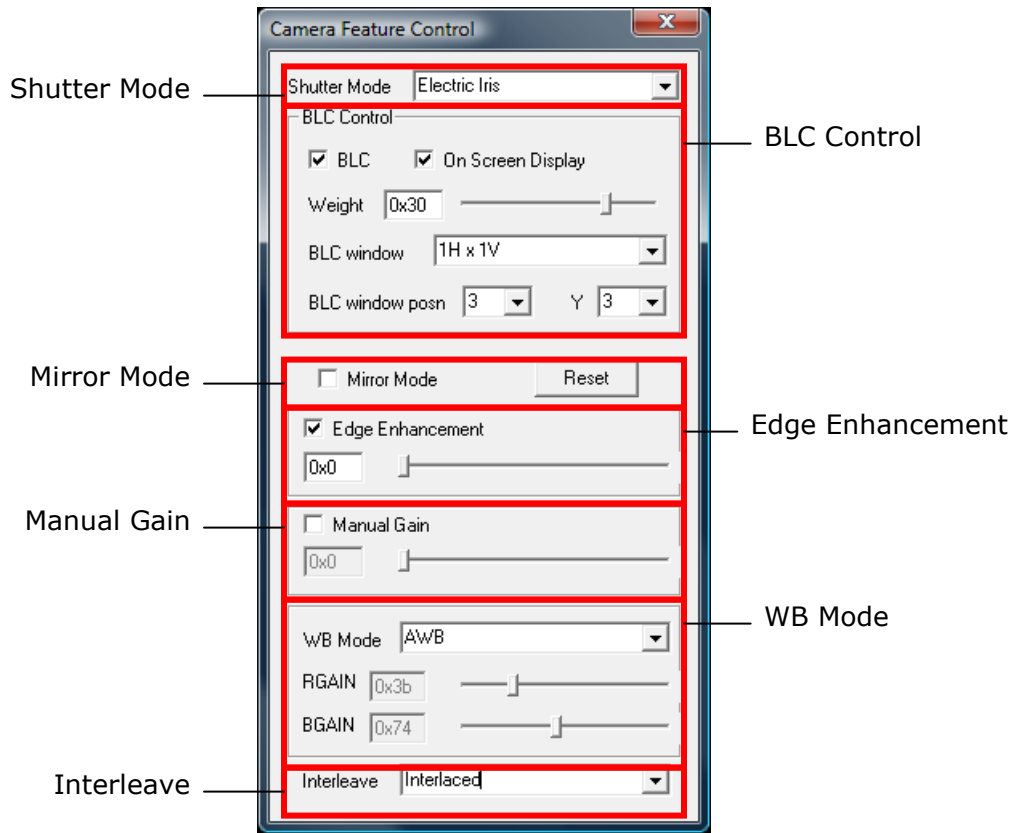 Camera Feature Control
Shutter Mode
Shutter Mode Electric Iris
BLC Control
BLC Control
BLC On Screen Display
Weight 0x30
BLC window 1H x 1V
BLC window posn 3 Y 3
Mirror Mode
Mirror Mode Reset
Edge Enhancement
Edge Enhancement
0x0
Manual Gain
Manual Gain
0x0
WB Mode
WB Mode AWB
RGAIN 0x3b
BGAIN 0x74
Interleave
Interleave Interlaced